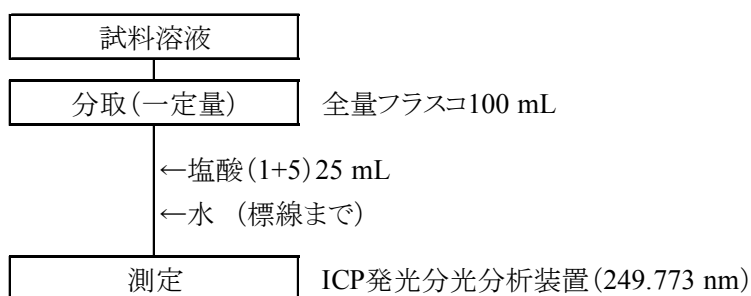 試料溶液
分取(一定量) 全量フラスコ100 mL
←塩酸(1+5)25 mL
←水 (標線まで)
測定 ICP発光分光分析装置(249.773 nm)